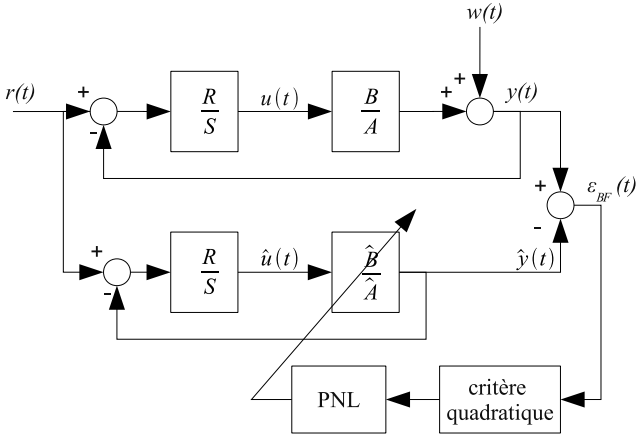 w(t)
+
r(t) + R/S u(t) B/A + y(t)
-
+ ε_BF(t)
-
+ R/S û(t) B̂/Â ŷ(t)
-
PNL
critère
quadratique